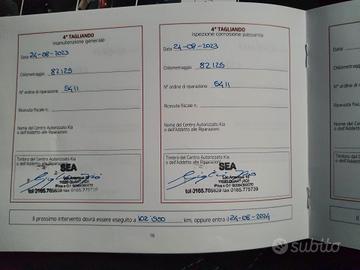 4° TAGLIANDO
manutenzione generale
Data 24-08-2023
Chilometraggio: 82125
N° ordine di riparazione: 5411
Ricevuta fiscale n.:
Nome del Centro Autorizzato Kia
o dell'Addetto alle Riparazioni:
Timbro del Centro Autorizzato Kia
o dell'Addetto alle Riparazioni:
SEA
4° TAGLIANDO
ispezione corrosione passante
Data 24-08-2023
Chilometraggio: 82125
N° ordine di riparazione: 5411
Ricevuta fiscale n.:
Nome del Centro Autorizzato Kia
o dell'Addetto alle Riparazioni:
Timbro del Centro Autorizzato Kia
o dell'Addetto alle Riparazioni:
SEA
Il prossimo intervento dovrà essere eseguito a km, oppure entro 24-08-2024
16
Data
subito